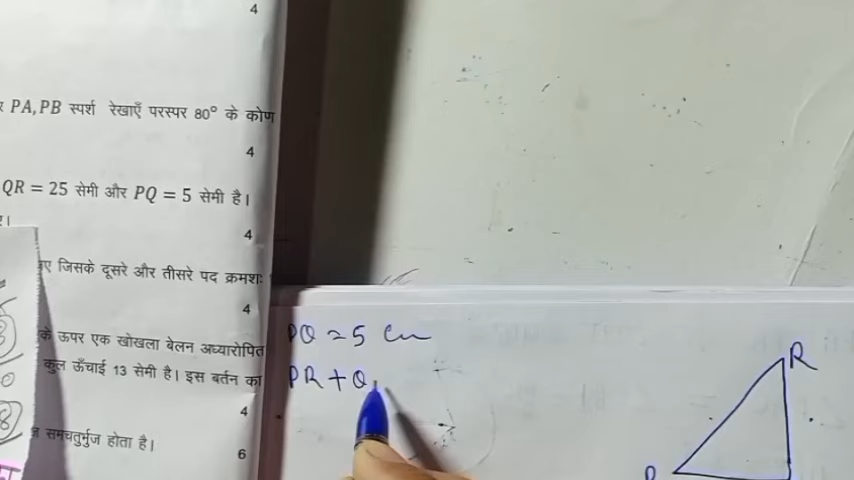 4
PA, PB स्पर्श रेखाएँ परस्पर 80° के कोण
4
QR = 25 सेमी और PQ = 5 सेमी है।
4
जिसके दूसरे और तीसरे पद क्रमशः
4
के ऊपर एक खोखला बेलन अध्यारोपित
कुल ऊँचाई 13 सेमी है। इस बर्तन का
4
समचतुर्भुज होता है।
6
PQ = 5 cm
PR + Q
R
P